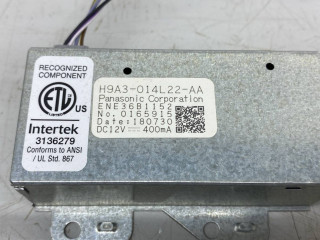 RECOGNIZED
COMPONENT
ETL
US
LISTED
Intertek
3136279
Conforms to ANSI
/ UL Std. 867
H9A3-014L22-AA
Panasonic Corporation
ENE36B1152
No. 0165915
Date: 180730
DC12V ⎓ 400mA